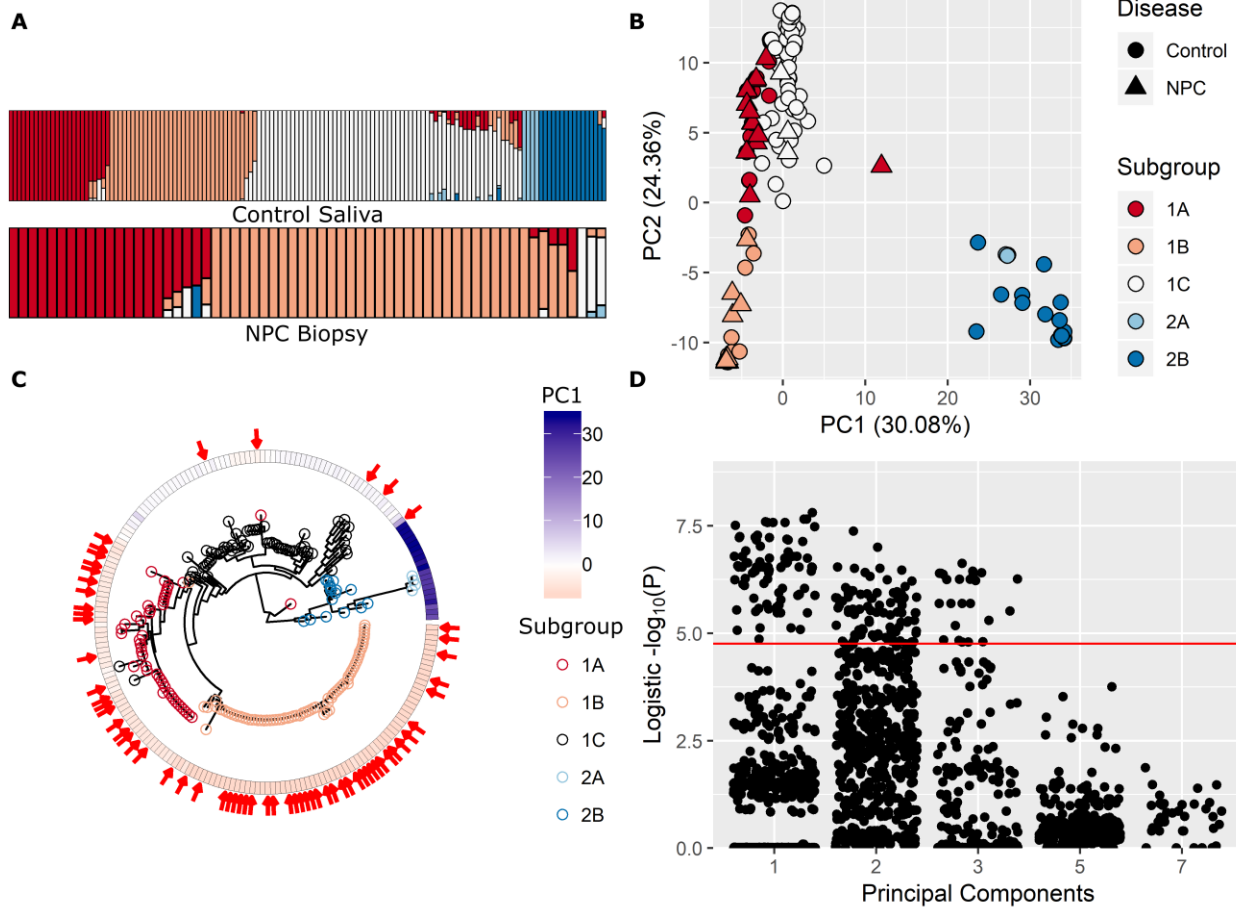 A
Control Saliva
NPC Biopsy
B
10
5
0
-5
-10
PC2 (24.36%)
0
10
20
30
PC1 (30.08%)
Disease
Control
NPC
Subgroup
1A
1B
1C
2A
2B
C
PC1
30
20
10
0
Subgroup
1A
1B
1C
2A
2B
D
7.5
5.0
2.5
0.0
Logistic -log10(P)
1
2
3
5
7
Principal Components